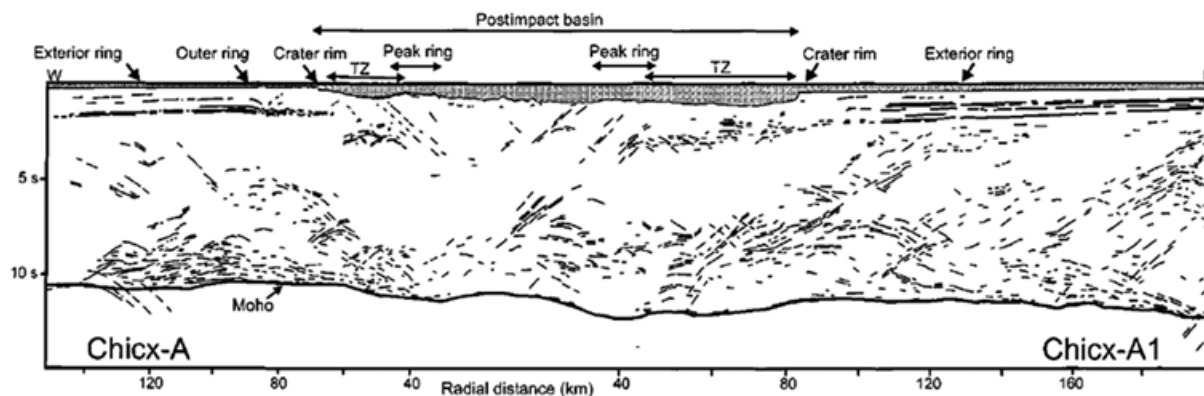 Postimpact basin
Exterior ring Outer ring Crater rim Peak ring Peak ring Crater rim Exterior ring
W TZ TZ
5 s
10 s
Moho
Chicx-A Chicx-A1
120 80 40 Radial distance (km) 40 80 120 160